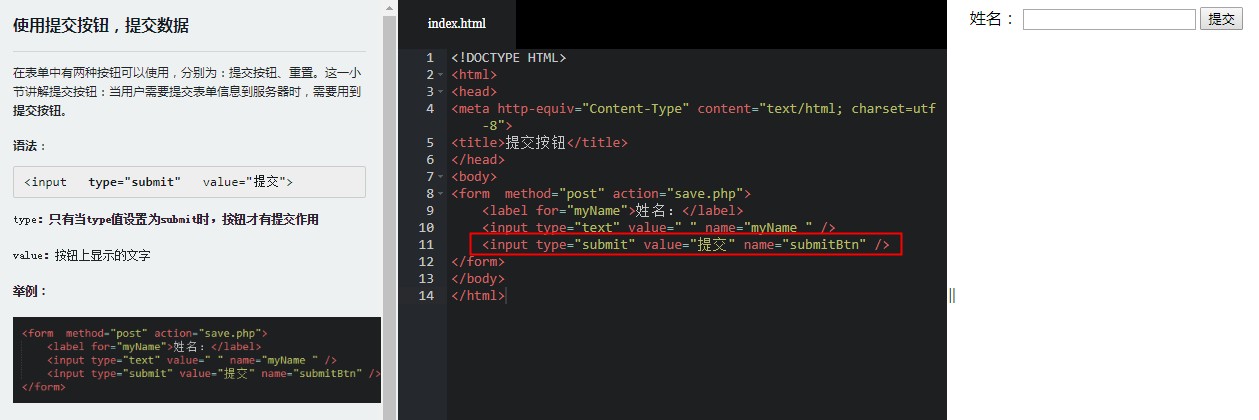 使用提交按钮，提交数据
在表单中有两种按钮可以使用，分别为：提交按钮、重置。这一小
节讲解提交按钮：当用户需要提交表单信息到服务器时，需要用到
提交按钮。
语法：
<input   type="submit"   value="提交">
type：只有当type值设置为submit时，按钮才有提交作用
value：按钮上显示的文字
举例：
<form  method="post" action="save.php">
    <label for="myName">姓名：</label>
    <input type="text" value=" " name="myName " />
    <input type="submit" value="提交" name="submitBtn" />
</form>
index.html
1 <!DOCTYPE HTML>
2 <html>
3 <head>
4 <meta http-equiv="Content-Type" content="text/html; charset=utf
-8">
5 <title>提交按钮</title>
6 </head>
7 <body>
8 <form  method="post" action="save.php">
9     <label for="myName">姓名：</label>
10     <input type="text" value=" " name="myName " />
11     <input type="submit" value="提交" name="submitBtn" />
12 </form>
13 </body>
14 </html>
姓名： 提交